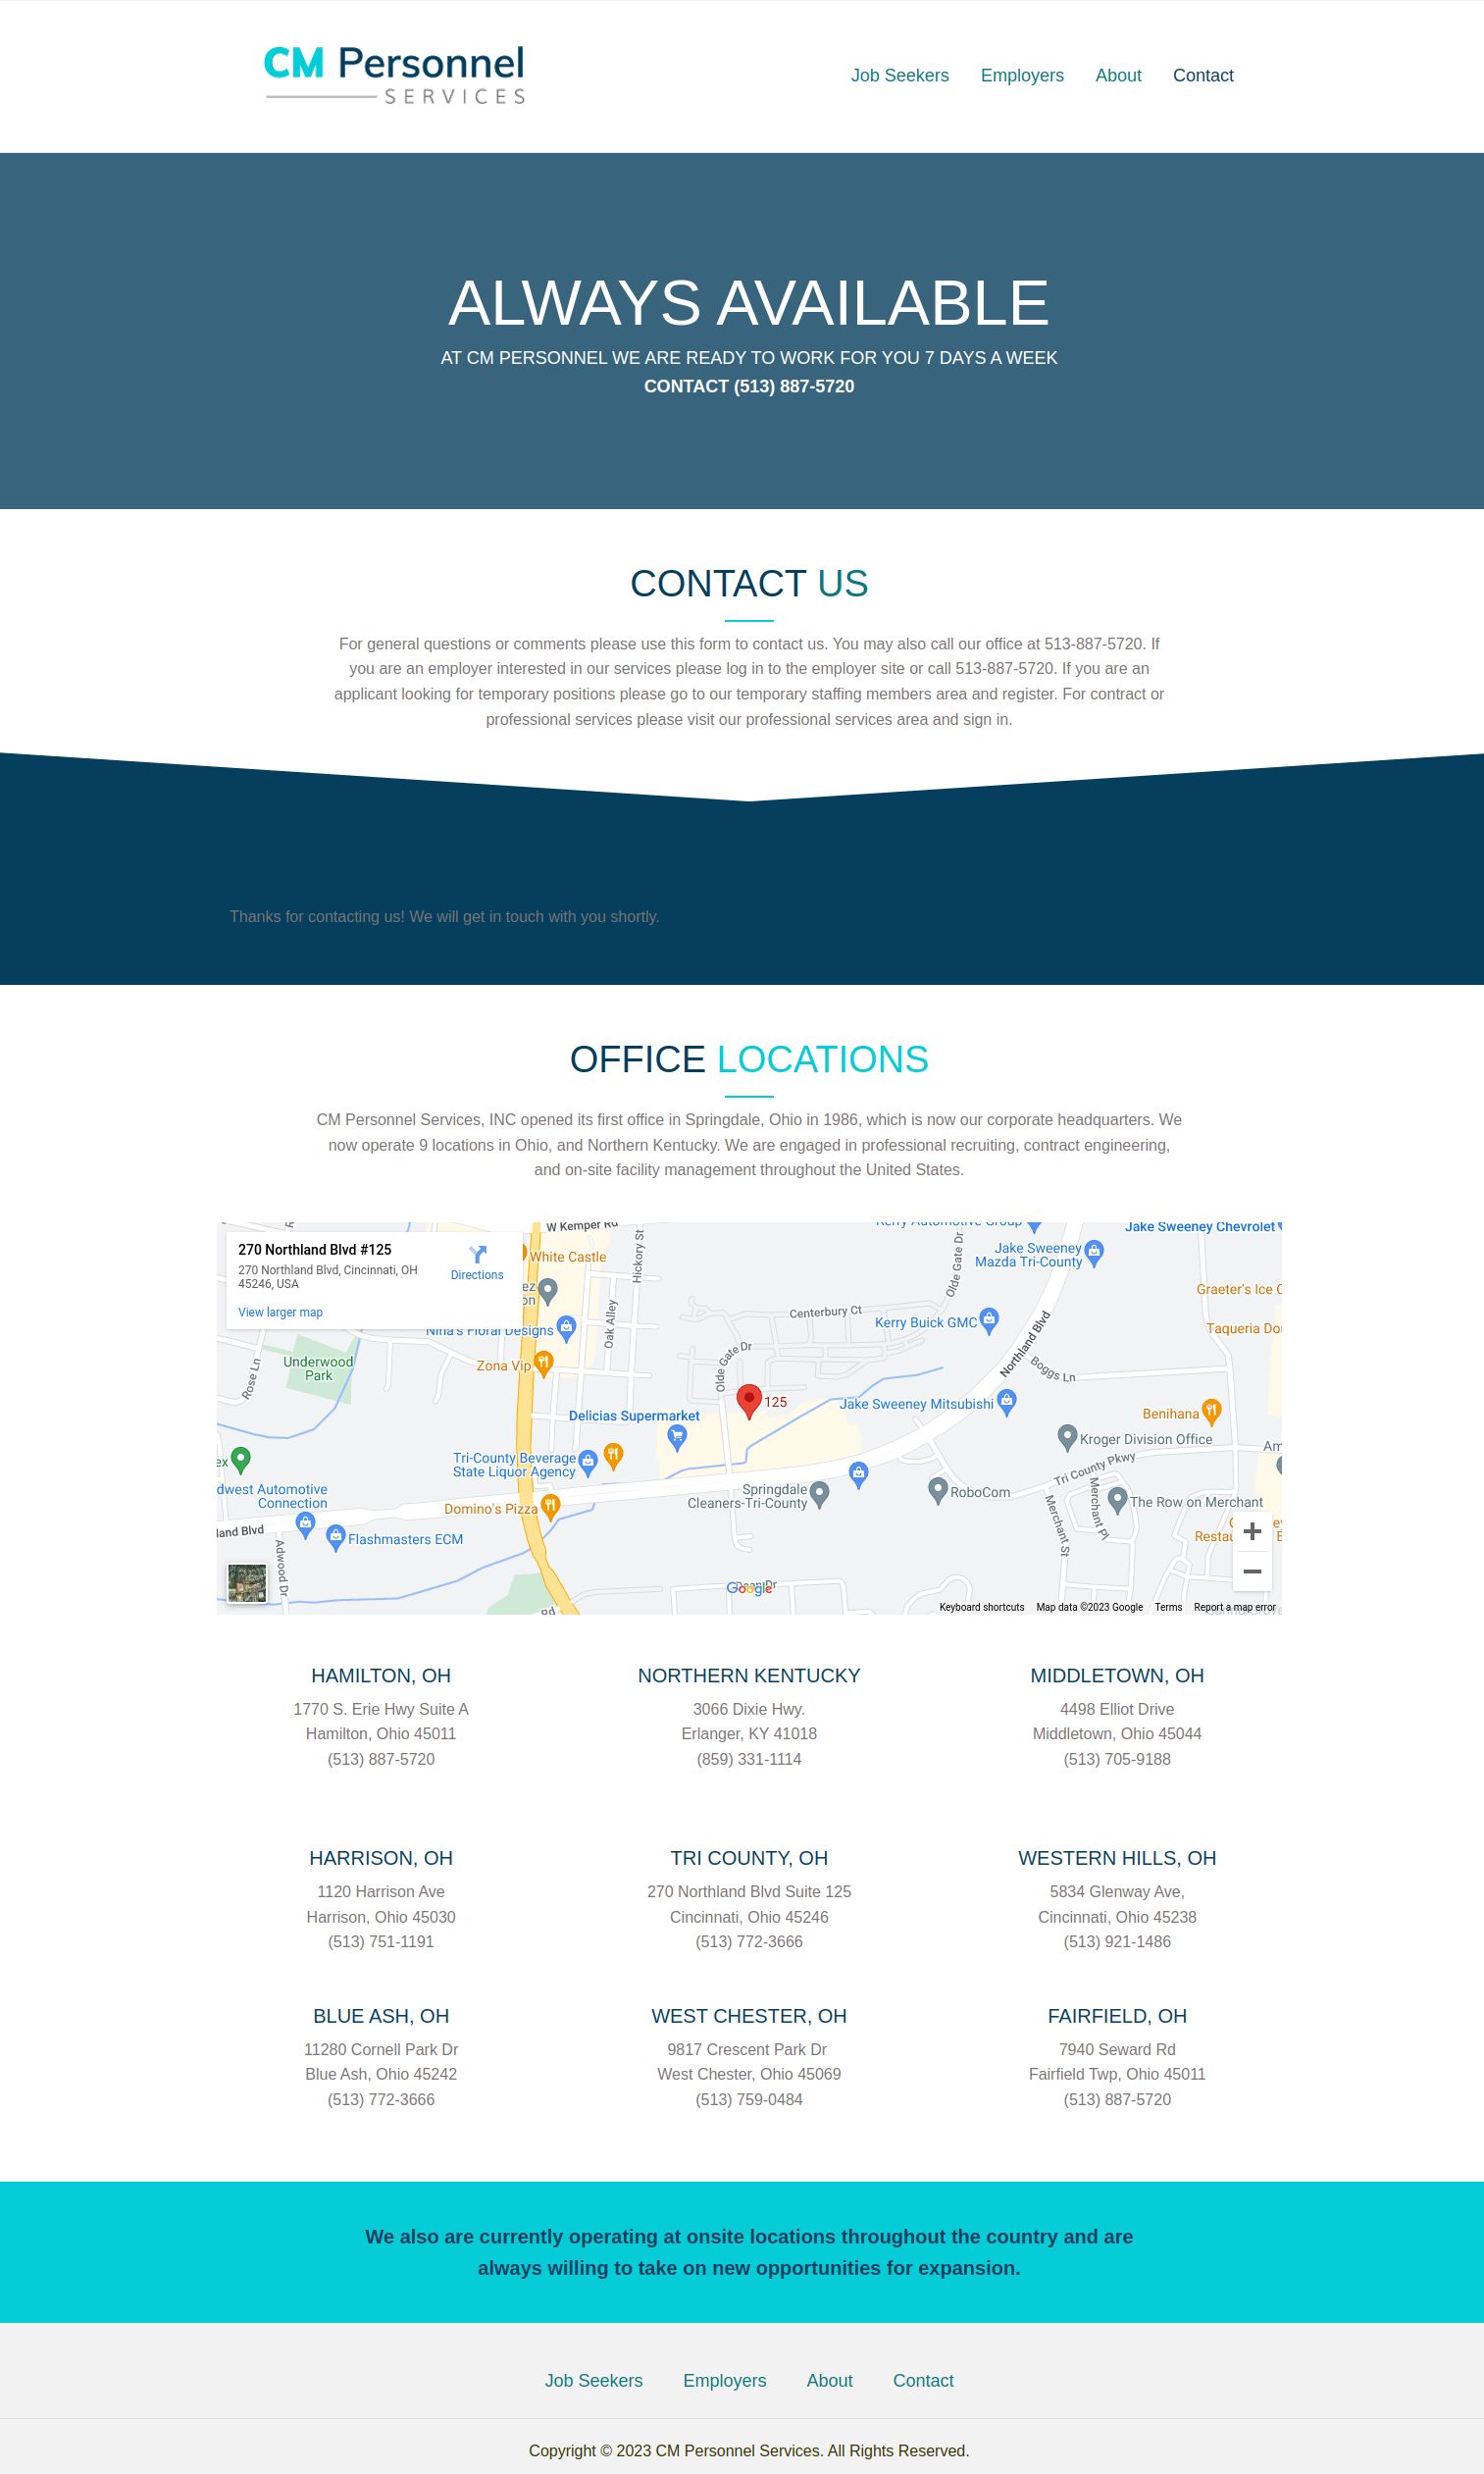 CM Personnel
SERVICES
Job Seekers Employers About Contact
ALWAYS AVAILABLE
AT CM PERSONNEL WE ARE READY TO WORK FOR YOU 7 DAYS A WEEK
CONTACT (513) 887-5720
CONTACT US
For general questions or comments please use this form to contact us. You may also call our office at 513-887-5720. If
you are an employer interested in our services please log in to the employer site or call 513-887-5720. If you are an
applicant looking for temporary positions please go to our temporary staffing members area and register. For contract or
professional services please visit our professional services area and sign in.
Thanks for contacting us! We will get in touch with you shortly.
OFFICE LOCATIONS
CM Personnel Services, INC opened its first office in Springdale, Ohio in 1986, which is now our corporate headquarters. We
now operate 9 locations in Ohio, and Northern Kentucky. We are engaged in professional recruiting, contract engineering,
and on-site facility management throughout the United States.
270 Northland Blvd #125
270 Northland Blvd, Cincinnati, OH
45246, USA
Directions
View larger map
W Kemper Rd
White Castle
Hickory St
Kerry Automotive Group
Olde Gate Dr
Jake Sweeney Chevrolet
Jake Sweeney
Mazda Tri-County
Graeter's Ice C
Nina's Floral Designs
Oak Alley
Centerbury Ct
Kerry Buick GMC
Northland Blvd
Taqueria Do
Underwood
Park
Rose Ln
Zona Vip
Olde Gate Dr
Boggs Ln
125
Delicias Supermarket
Jake Sweeney Mitsubishi
Benihana
Kroger Division Office
Am
ex
Tri-County Beverage
State Liquor Agency
Tri County Pkwy
dwest Automotive
Connection
Domino's Pizza
Springdale
Cleaners-Tri-County
RoboCom
Merchant St
Merchant Pl
The Row on Merchant
land Blvd
Flashmasters ECM
Adwood Dr
Restau
Rd
Google
Keyboard shortcuts Map data ©2023 Google Terms Report a map error
HAMILTON, OH
1770 S. Erie Hwy Suite A
Hamilton, Ohio 45011
(513) 887-5720
NORTHERN KENTUCKY
3066 Dixie Hwy.
Erlanger, KY 41018
(859) 331-1114
MIDDLETOWN, OH
4498 Elliot Drive
Middletown, Ohio 45044
(513) 705-9188
HARRISON, OH
1120 Harrison Ave
Harrison, Ohio 45030
(513) 751-1191
TRI COUNTY, OH
270 Northland Blvd Suite 125
Cincinnati, Ohio 45246
(513) 772-3666
WESTERN HILLS, OH
5834 Glenway Ave,
Cincinnati, Ohio 45238
(513) 921-1486
BLUE ASH, OH
11280 Cornell Park Dr
Blue Ash, Ohio 45242
(513) 772-3666
WEST CHESTER, OH
9817 Crescent Park Dr
West Chester, Ohio 45069
(513) 759-0484
FAIRFIELD, OH
7940 Seward Rd
Fairfield Twp, Ohio 45011
(513) 887-5720
We also are currently operating at onsite locations throughout the country and are
always willing to take on new opportunities for expansion.
Job Seekers Employers About Contact
Copyright © 2023 CM Personnel Services. All Rights Reserved.